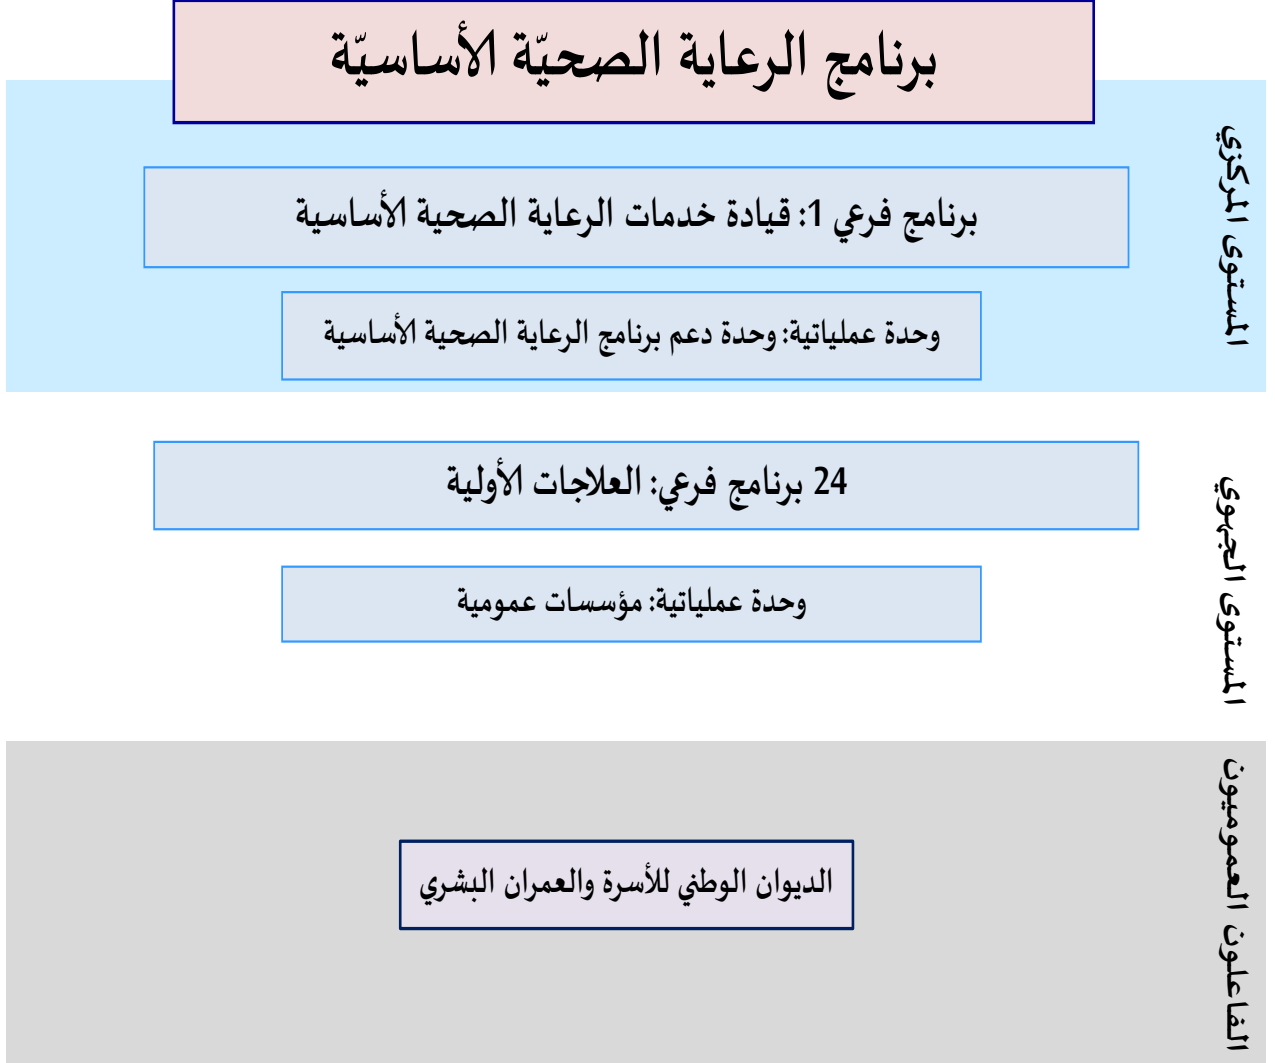 برنامج الرعاية الصحيّة الأساسيّة
المستوى المركزي
برنامج فرعي 1: قيادة خدمات الرعاية الصحية الأساسية
وحدة عملياتية: وحدة دعم برنامج الرعاية الصحية الأساسية
المستوى الجهوي
24 برنامج فرعي: العلاجات الأولية
وحدة عملياتية: مؤسسات عمومية
الفاعلون العموميون
الديوان الوطني للأسرة والعمران البشري